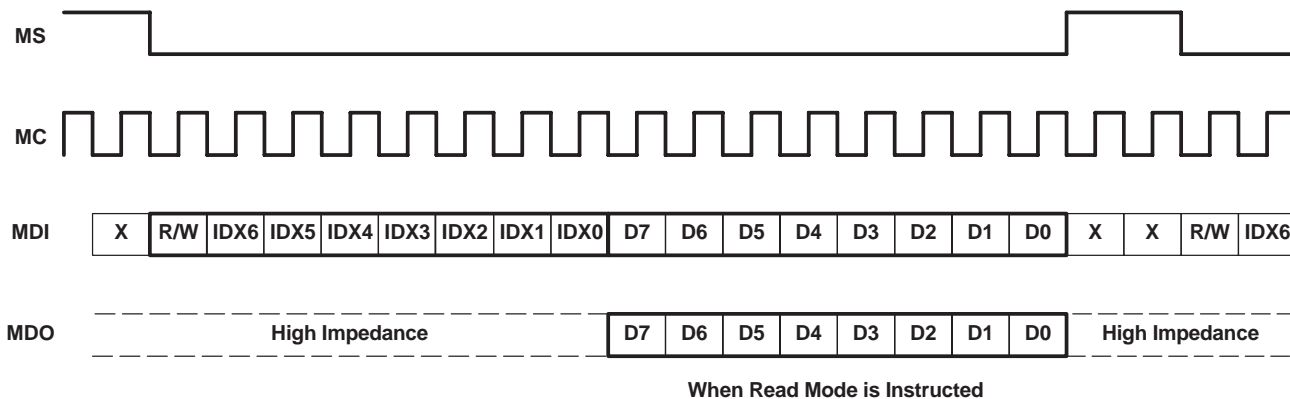 MS
MC
MDI X R/W IDX6 IDX5 IDX4 IDX3 IDX2 IDX1 IDX0 D7 D6 D5 D4 D3 D2 D1 D0 X X R/W IDX6
MDO High Impedance D7 D6 D5 D4 D3 D2 D1 D0 High Impedance
When Read Mode is Instructed